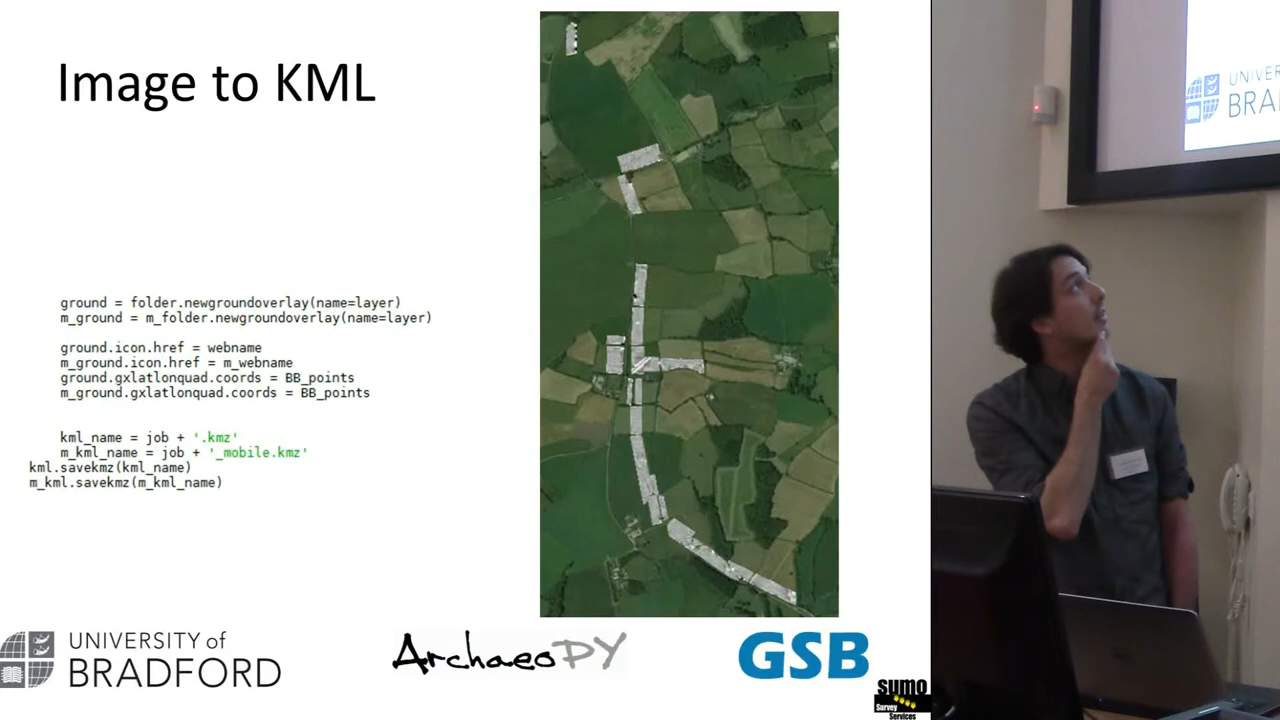 Image to KML
ground = folder.newgroundoverlay(name=layer)
m_ground = m_folder.newgroundoverlay(name=layer)
ground.icon.href = webname
m_ground.icon.href = m_webname
ground.gxlatlonquad.coords = BB_points
m_ground.gxlatlonquad.coords = BB_points
kml_name = job + '.kmz'
m_kml_name = job + '_mobile.kmz'
kml.savekmz(kml_name)
m_kml.savekmz(m_kml_name)
UNIVERSITY of
BRADFORD
ArchaeoPY
GSB
sumo
Survey
Services